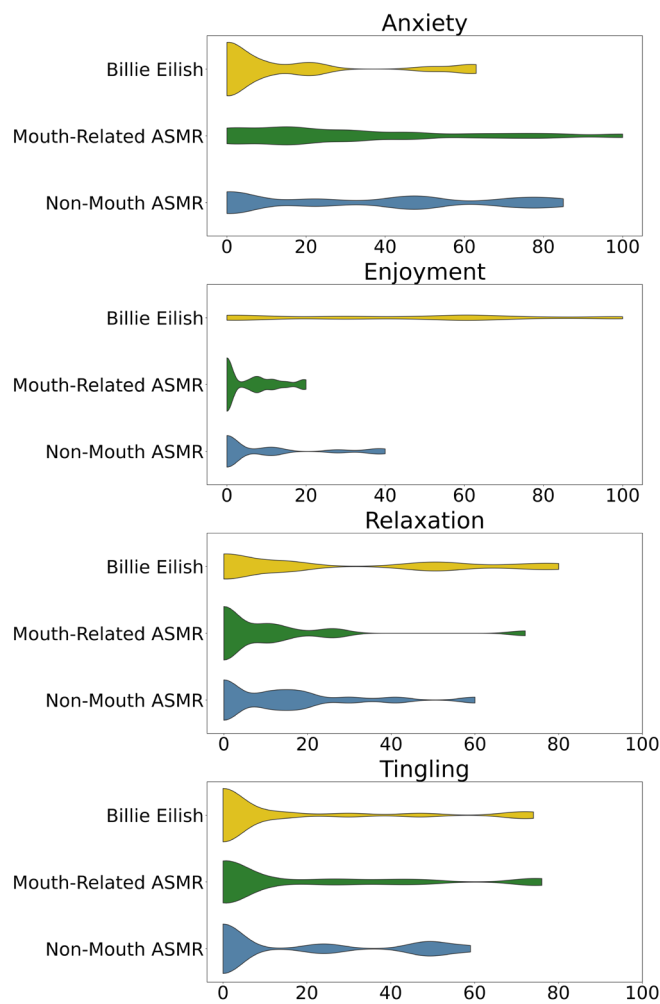 Anxiety
Billie Eilish
Mouth-Related ASMR
Non-Mouth ASMR
0 20 40 60 80 100
Enjoyment
Billie Eilish
Mouth-Related ASMR
Non-Mouth ASMR
0 20 40 60 80 100
Relaxation
Billie Eilish
Mouth-Related ASMR
Non-Mouth ASMR
0 20 40 60 80 100
Tingling
Billie Eilish
Mouth-Related ASMR
Non-Mouth ASMR
0 20 40 60 80 100